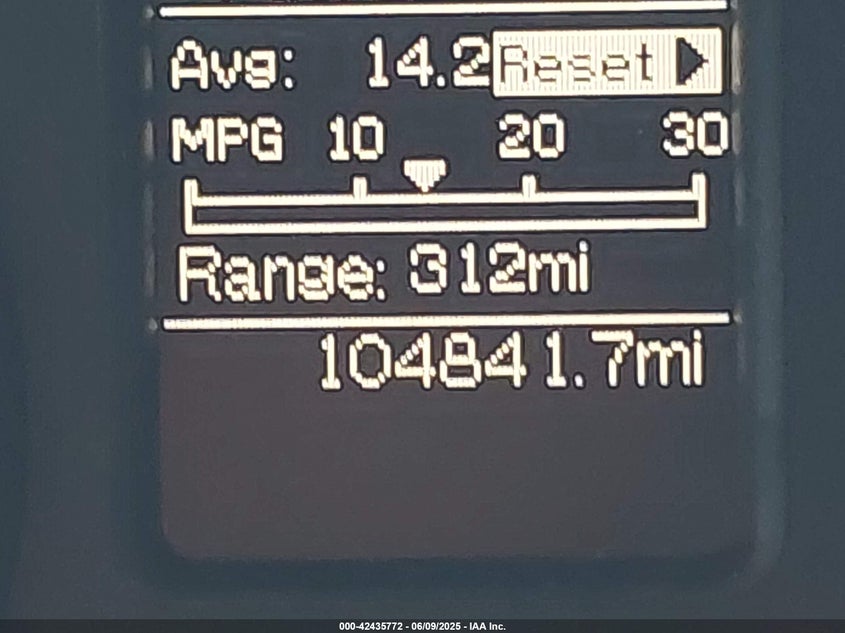 Avg: 14.2 Reset
MPG 10 20 30
Range: 312mi
104841.7mi
000-42435772 - 06/09/2025 - IAA Inc.